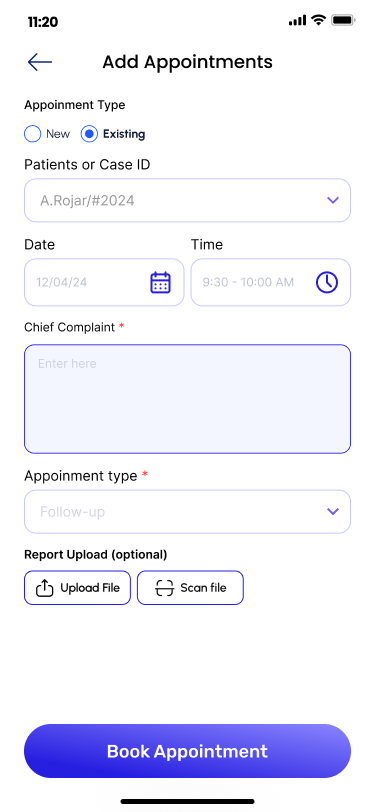 11:20
Add Appointments
Appoinment Type
New Existing
Patients or Case ID
A.Rojar/#2024
Date Time
12/04/24 9:30 - 10:00 AM
Chief Complaint *
Enter here
Appoinment type *
Follow-up
Report Upload (optional)
Upload File Scan file
Book Appointment